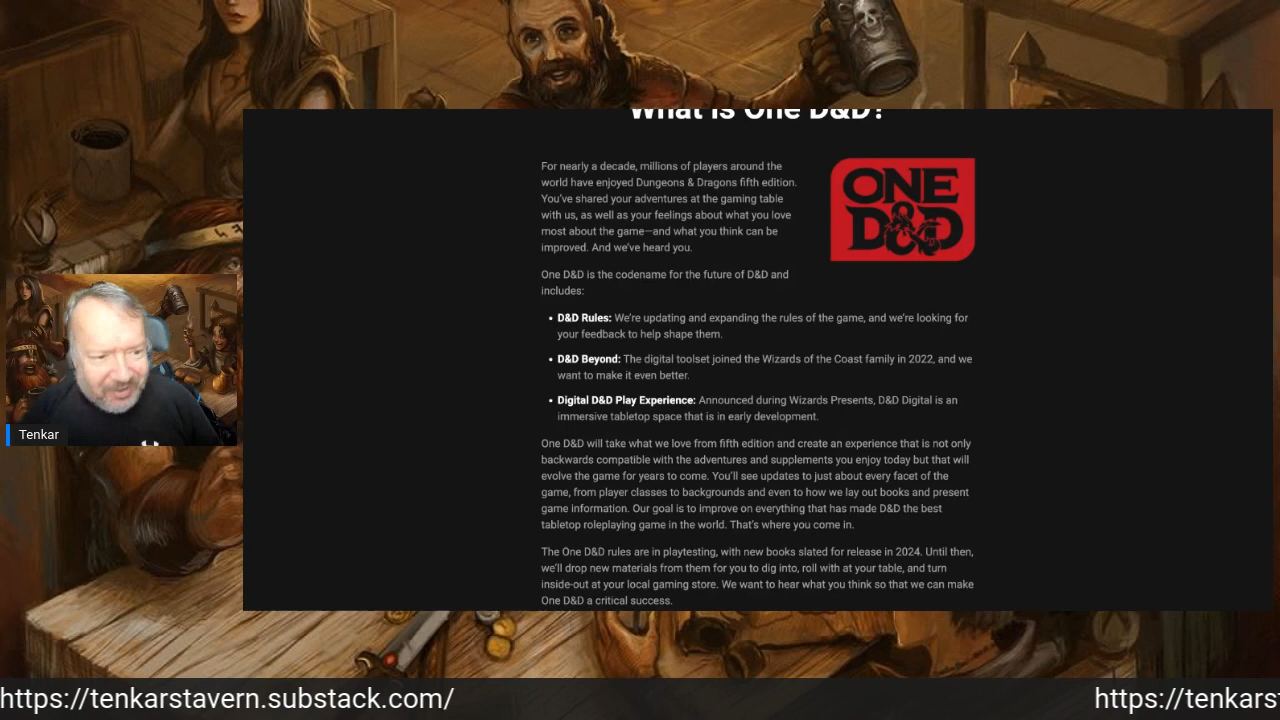 What is One D&D?
For nearly a decade, millions of players around the
world have enjoyed Dungeons & Dragons fifth edition.
You've shared your adventures at the gaming table
with us, as well as your feelings about what you love
most about the game—and what you think can be
improved. And we've heard you.
ONE
D&D
One D&D is the codename for the future of D&D and
includes:
• D&D Rules: We're updating and expanding the rules of the game, and we're looking for
your feedback to help shape them.
• D&D Beyond: The digital toolset joined the Wizards of the Coast family in 2022, and we
want to make it even better.
• Digital D&D Play Experience: Announced during Wizards Presents, D&D Digital is an
immersive tabletop space that is in early development.
One D&D will take what we love from fifth edition and create an experience that is not only
backwards compatible with the adventures and supplements you enjoy today but that will
evolve the game for years to come. You'll see updates to just about every facet of the
game, from player classes to backgrounds and even to how we lay out books and present
game information. Our goal is to improve on everything that has made D&D the best
tabletop roleplaying game in the world. That's where you come in.
The One D&D rules are in playtesting, with new books slated for release in 2024. Until then,
we'll drop new materials from them for you to dig into, roll with at your table, and turn
inside-out at your local gaming store. We want to hear what you think so that we can make
One D&D a critical success.
Tenkar
https://tenkarstavern.substack.com/
https://tenkars